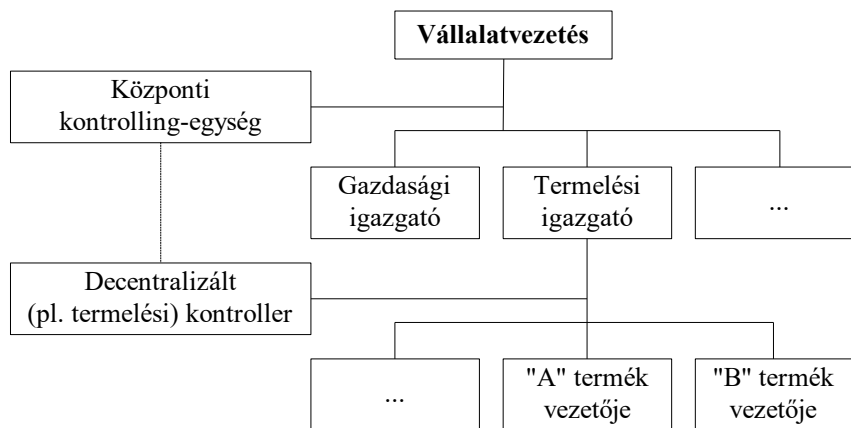 Vállalatvezetés
Központi
kontrolling-egység
Gazdasági
igazgató
Termelési
igazgató
...
Decentralizált
(pl. termelési) kontroller
...
"A" termék
vezetője
"B" termék
vezetője